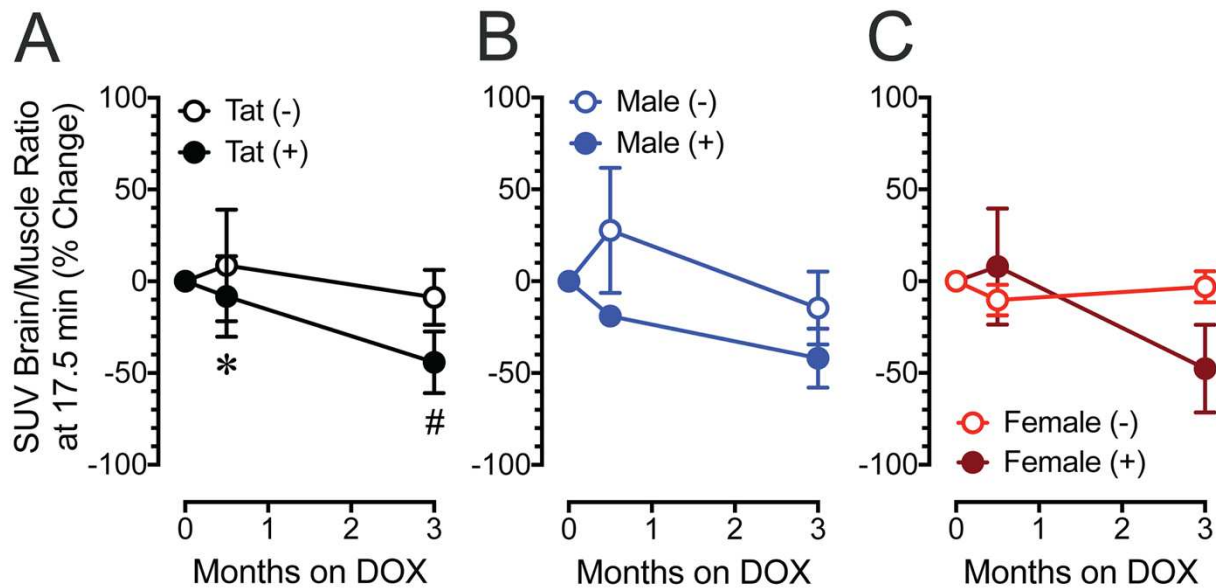 A
B
C
SUV Brain/Muscle Ratio
at 17.5 min (% Change)
100
50
0
-50
-100
Tat (-)
Tat (+)
*
#
0 1 2 3
Months on DOX
100
50
0
-50
-100
Male (-)
Male (+)
0 1 2 3
Months on DOX
100
50
0
-50
-100
Female (-)
Female (+)
0 1 2 3
Months on DOX